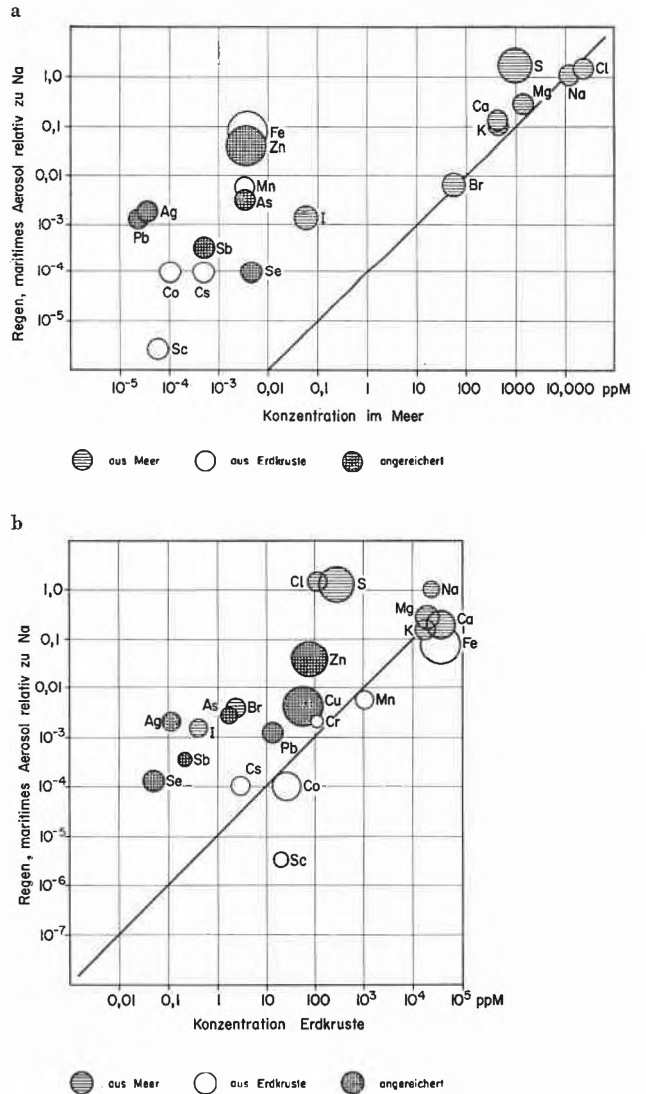 a
Regen, maritimes Aerosol relativ zu Na
1,0
0,1
0,01
10⁻³
10⁻⁴
10⁻⁵
S
Cl
Mg
Na
Ca
K
Fe
Zn
Br
Mn
As
Ag
Pb
I
Sb
Se
Co
Cs
Sc
10⁻⁵ 10⁻⁴ 10⁻³ 0,01 0,1 1 10 100 1000 10,000 ppM
Konzentration im Meer
aus Meer aus Erdkruste angereichert
b
Regen, maritimes Aerosol relativ zu Na
1,0
0,1
0,01
10⁻³
10⁻⁴
10⁻⁵
10⁻⁶
10⁻⁷
Cl
S
Na
Mg
Ca
K
Fe
Zn
Mn
As
Br
Cu
Ag
I
Cr
Pb
Sb
Se
Cs
Co
Sc
0,01 0,1 1 10 100 10³ 10⁴ 10⁵ ppM
Konzentration Erdkruste
aus Meer aus Erdkruste angereichert